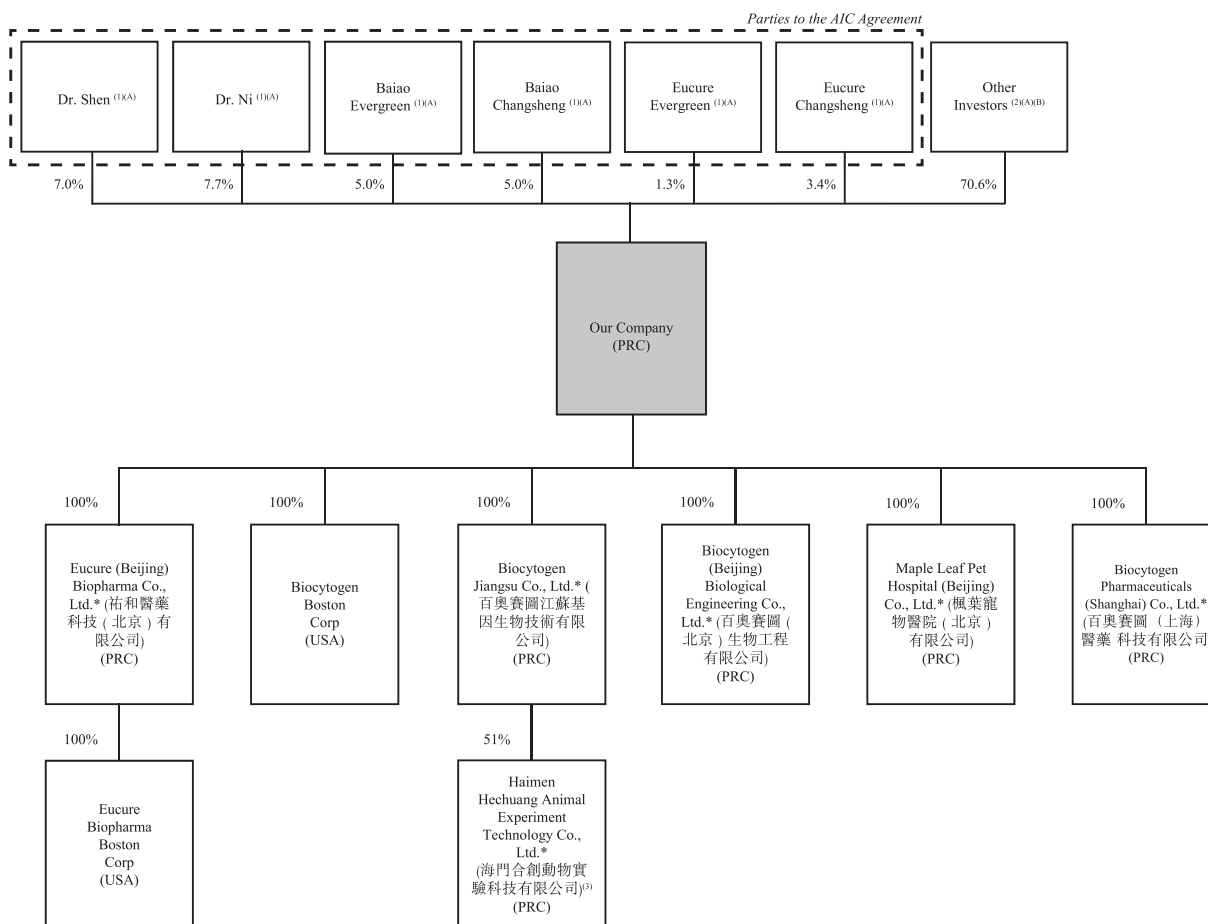 Parties to the AIC Agreement
Dr. Shen (1)(A)
Dr. Ni (1)(A)
Baiao
Evergreen (1)(A)
Baiao
Changsheng (1)(A)
Eucure
Evergreen (1)(A)
Eucure
Changsheng (1)(A)
Other
Investors (2)(A)(B)
7.0%
7.7%
5.0%
5.0%
1.3%
3.4%
70.6%
Our Company
(PRC)
100%
100%
100%
100%
100%
100%
Eucure (Beijing)
Biopharma Co.,
Ltd.* (祐和醫藥
科技（北京）有
限公司)
(PRC)
Biocytogen
Boston
Corp
(USA)
Biocytogen
Jiangsu Co., Ltd.* (
百奧賽圖江蘇基
因生物技術有限
公司)
(PRC)
Biocytogen
(Beijing)
Biological
Engineering Co.,
Ltd.* (百奧賽圖（
北京）生物工程
有限公司)
(PRC)
Maple Leaf Pet
Hospital (Beijing)
Co., Ltd.* (楓葉寵
物醫院（北京）
有限公司)
(PRC)
Biocytogen
Pharmaceuticals
(Shanghai) Co., Ltd.*
(百奧賽圖（上海）
醫藥 科技有限公司
(PRC)
100%
51%
Eucure
Biopharma
Boston
Corp
(USA)
Haimen
Hechuang Animal
Experiment
Technology Co.,
Ltd.*
(海門合創動物實
驗科技有限公司)(3)
(PRC)